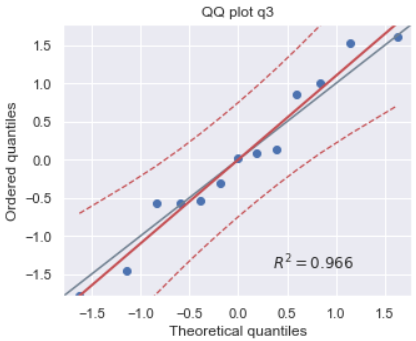 QQ plot q3
Ordered quantiles
1.5
1.0
0.5
0.0
−0.5
−1.0
−1.5
R² = 0.966
−1.5 −1.0 −0.5 0.0 0.5 1.0 1.5
Theoretical quantiles